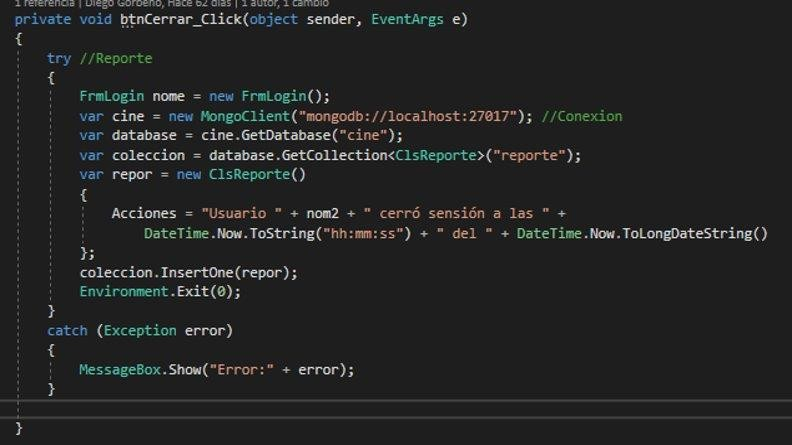 1 referencia | Diego Gorbeño, Hace 62 días | 1 autor, 1 cambio
private void btnCerrar_Click(object sender, EventArgs e)
{
    try //Reporte
    {
        FrmLogin nome = new FrmLogin();
        var cine = new MongoClient("mongodb://localhost:27017"); //Conexion
        var database = cine.GetDatabase("cine");
        var coleccion = database.GetCollection<ClsReporte>("reporte");
        var repor = new ClsReporte()
        {
            Acciones = "Usuario " + nom2 + " cerró sensión a las " +
                DateTime.Now.ToString("hh:mm:ss") + " del " + DateTime.Now.ToLongDateString()
        };
        coleccion.InsertOne(repor);
        Environment.Exit(0);
    }
    catch (Exception error)
    {
        MessageBox.Show("Error:" + error);
    }
}